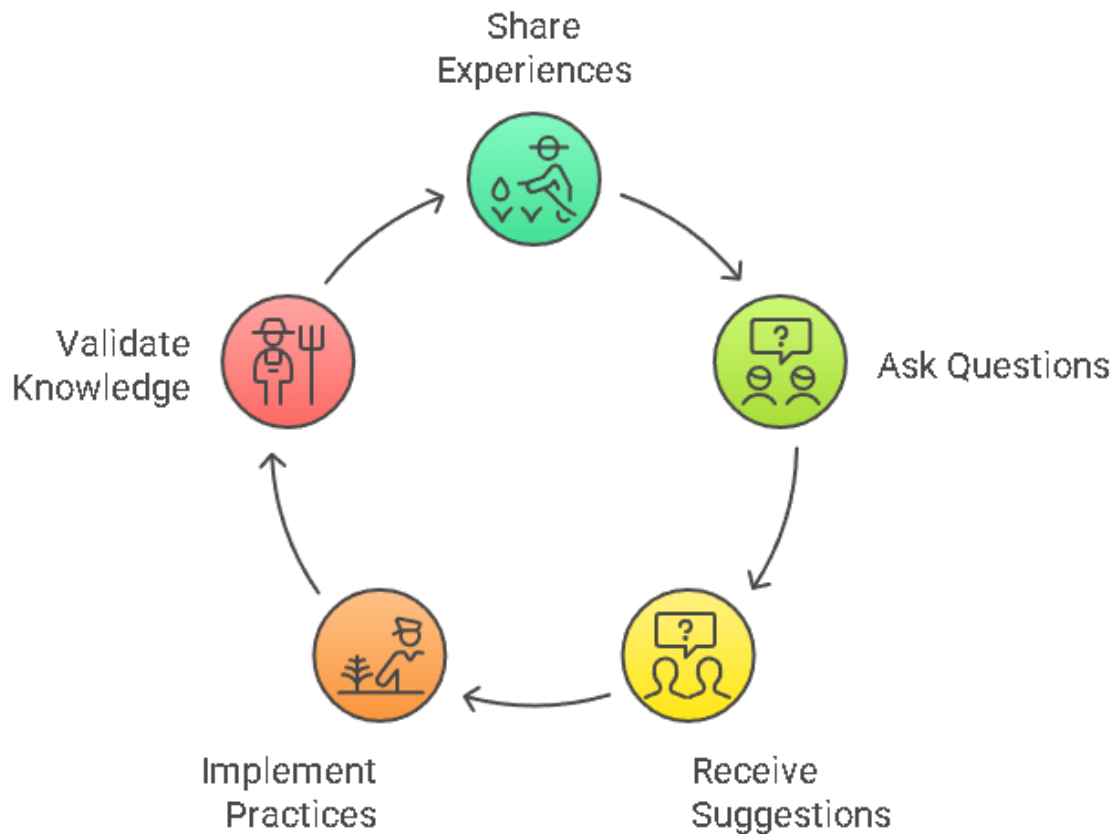 Share
Experiences
?
Ask Questions
?
Receive
Suggestions
Implement
Practices
Validate
Knowledge